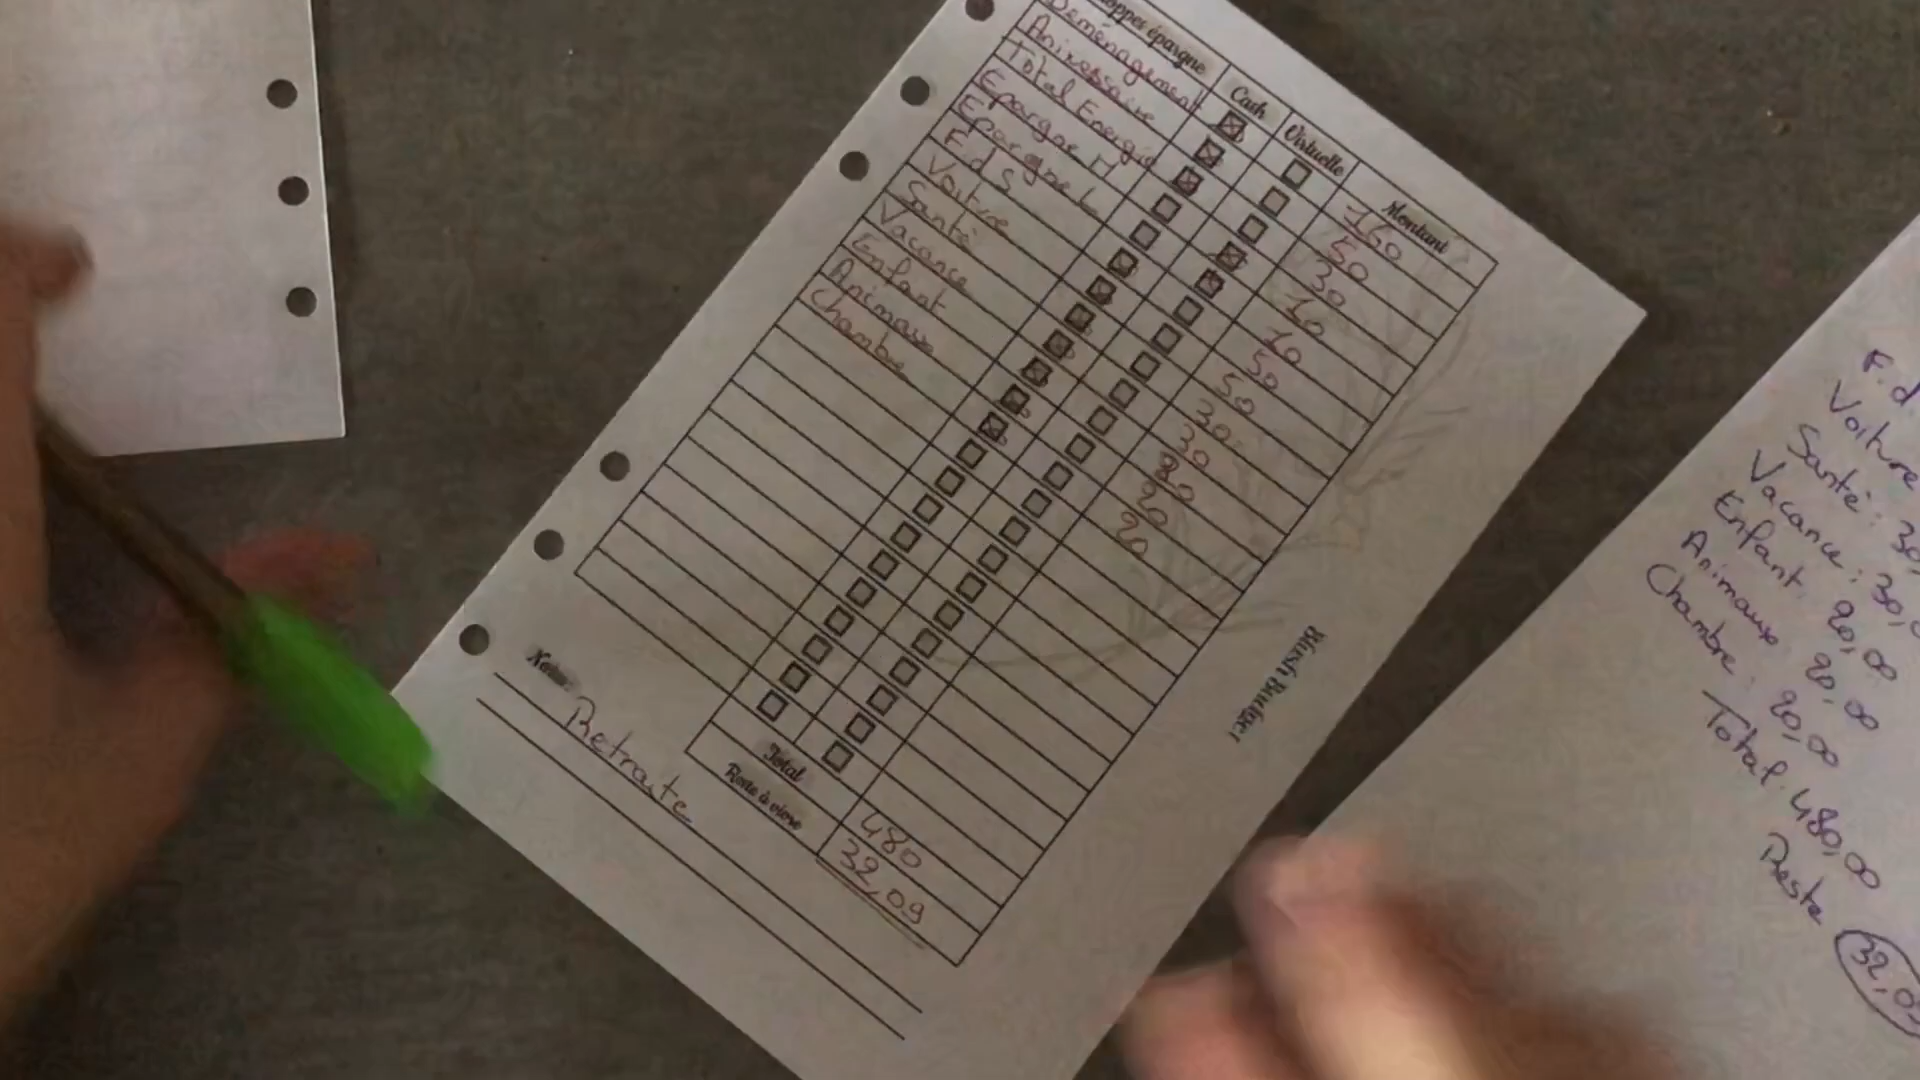 oppes épargne Cash Virtuelle Montant
Déménagement 160
Aniversaire 50
Total Energie 30
Epargne M 10
Epargne L 10
F d S 50
Voiture 50
Santé 30
Vacance 30
Enfant 20
Animaux 20
Chambre 20
Total 480
Reste à vivre 32,09
Notes:
Retraite
Blush Budget
F.d.
Voiture
Santé : 30,
Vacance : 30,0
Enfant. 20,00
Animaux 20,00
Chambre : 20,00
Total. 480,00
Reste 32,09